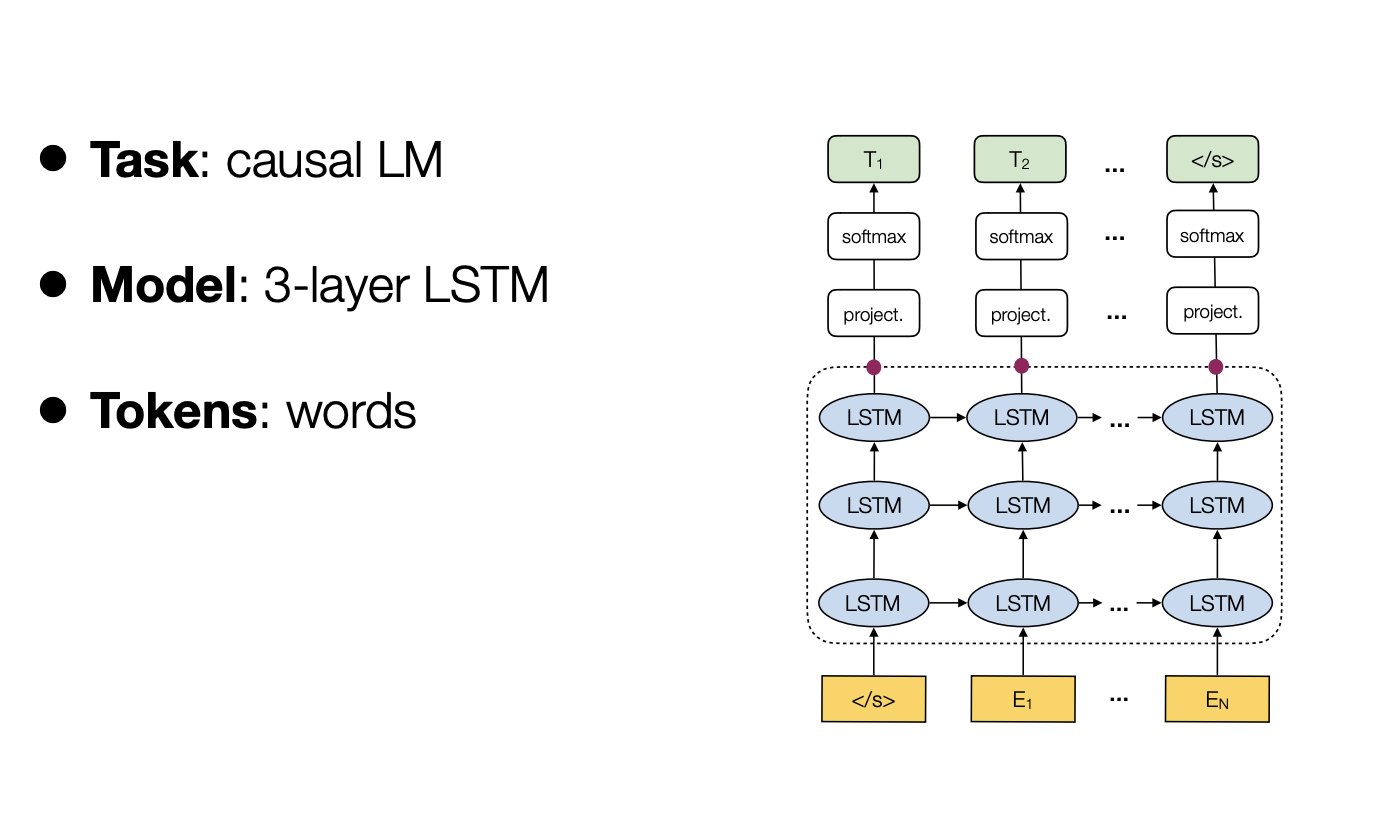 ● Task: causal LM
● Model: 3-layer LSTM
● Tokens: words
T1 T2 ... </s>
softmax softmax ... softmax
project. project. ... project.
LSTM LSTM ... LSTM
LSTM LSTM ... LSTM
LSTM LSTM ... LSTM
</s> E1 ... EN